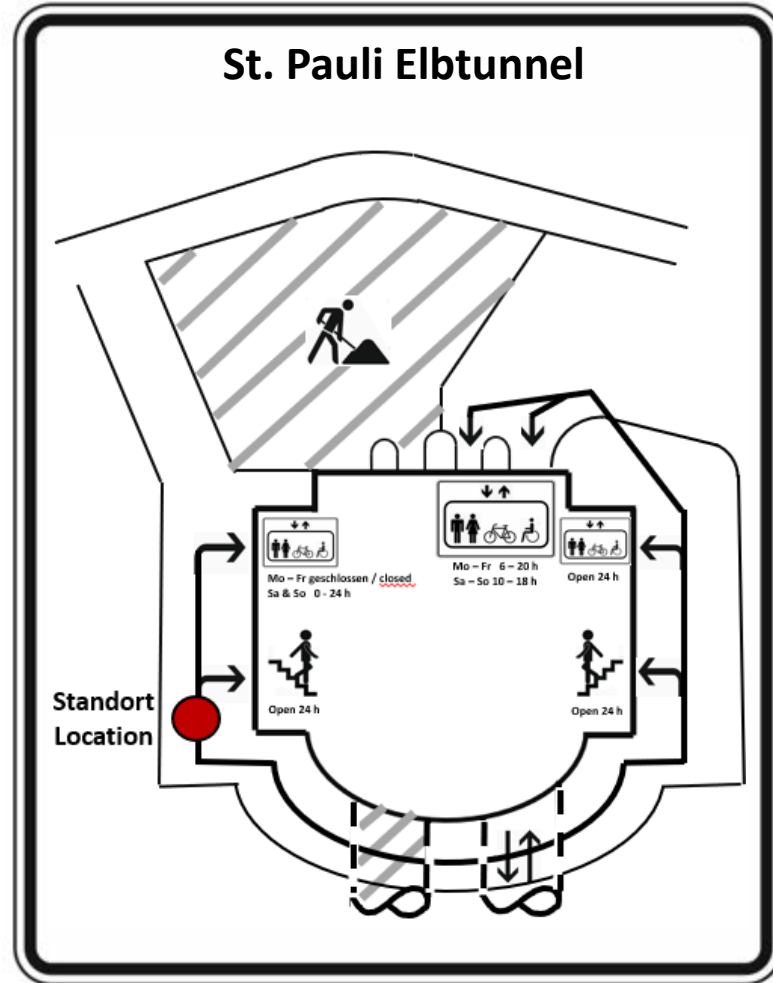 St. Pauli Elbtunnel
Mo – Fr geschlossen / closed
Sa & So 0 - 24 h
Mo – Fr 6 – 20 h
Sa – So 10 – 18 h
Open 24 h
Open 24 h
Open 24 h
Standort
Location